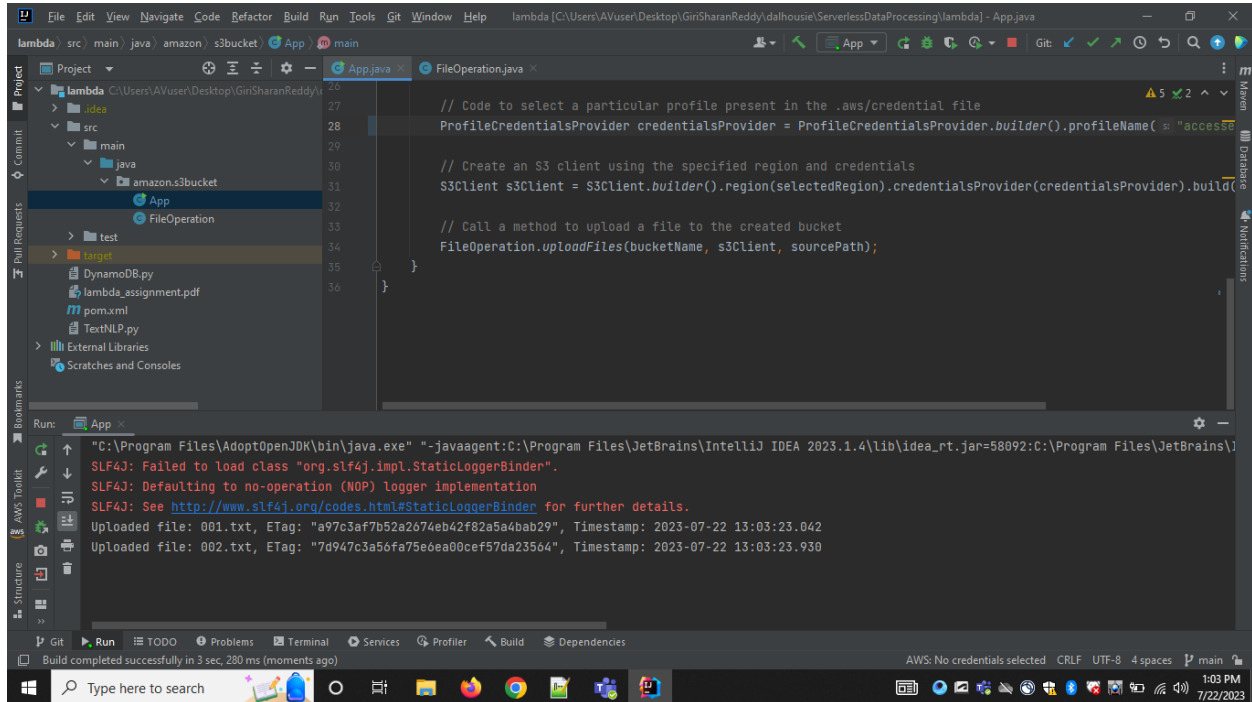 File Edit View Navigate Code Refactor Build Run Tools Git Window Help lambda [C:\Users\AVuser\Desktop\GiriSharanReddy\dalhousie\ServerlessDataProcessing\lambda] - App.java
lambda src main java amazon s3bucket App main App Git:
Project App.java FileOperation.java
Project
Commit
Pull Requests
Bookmarks
AWS Toolkit
aws
Structure
lambda C:\Users\AVuser\Desktop\GiriSharanReddy\
.idea
src
main
java
amazon.s3bucket
App
FileOperation
test
target
DynamoDB.py
lambda_assignment.pdf
pom.xml
TextNLP.py
External Libraries
Scratches and Consoles
26
27 // Code to select a particular profile present in the .aws/credential file
28 ProfileCredentialsProvider credentialsProvider = ProfileCredentialsProvider.builder().profileName( s: "accesse
29
30 // Create an S3 client using the specified region and credentials
31 S3Client s3Client = S3Client.builder().region(selectedRegion).credentialsProvider(credentialsProvider).build(
32
33 // Call a method to upload a file to the created bucket
34 FileOperation.uploadFiles(bucketName, s3Client, sourcePath);
35 }
36 }
5 2
m
Maven
Database
Notifications
Run: App
"C:\Program Files\AdoptOpenJDK\bin\java.exe" "-javaagent:C:\Program Files\JetBrains\IntelliJ IDEA 2023.1.4\lib\idea_rt.jar=58092:C:\Program Files\JetBrains\I
SLF4J: Failed to load class "org.slf4j.impl.StaticLoggerBinder".
SLF4J: Defaulting to no-operation (NOP) logger implementation
SLF4J: See http://www.slf4j.org/codes.html#StaticLoggerBinder for further details.
Uploaded file: 001.txt, ETag: "a97c3af7b52a2674eb42f82a5a4bab29", Timestamp: 2023-07-22 13:03:23.042
Uploaded file: 002.txt, ETag: "7d947c3a56fa75e6ea00cef57da23564", Timestamp: 2023-07-22 13:03:23.930
Git Run TODO Problems Terminal Services Profiler Build Dependencies
Build completed successfully in 3 sec, 280 ms (moments ago) AWS: No credentials selected CRLF UTF-8 4 spaces main
Type here to search
1:03 PM
7/22/2023